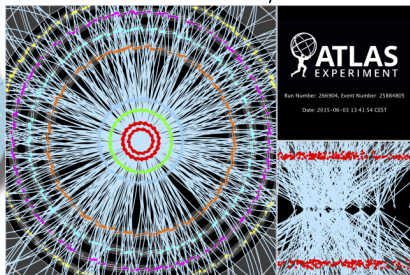 ATLAS
EXPERIMENT
Run Number: 266904, Event Number: 25884805
Date: 2015-06-03 13:41:54 CEST